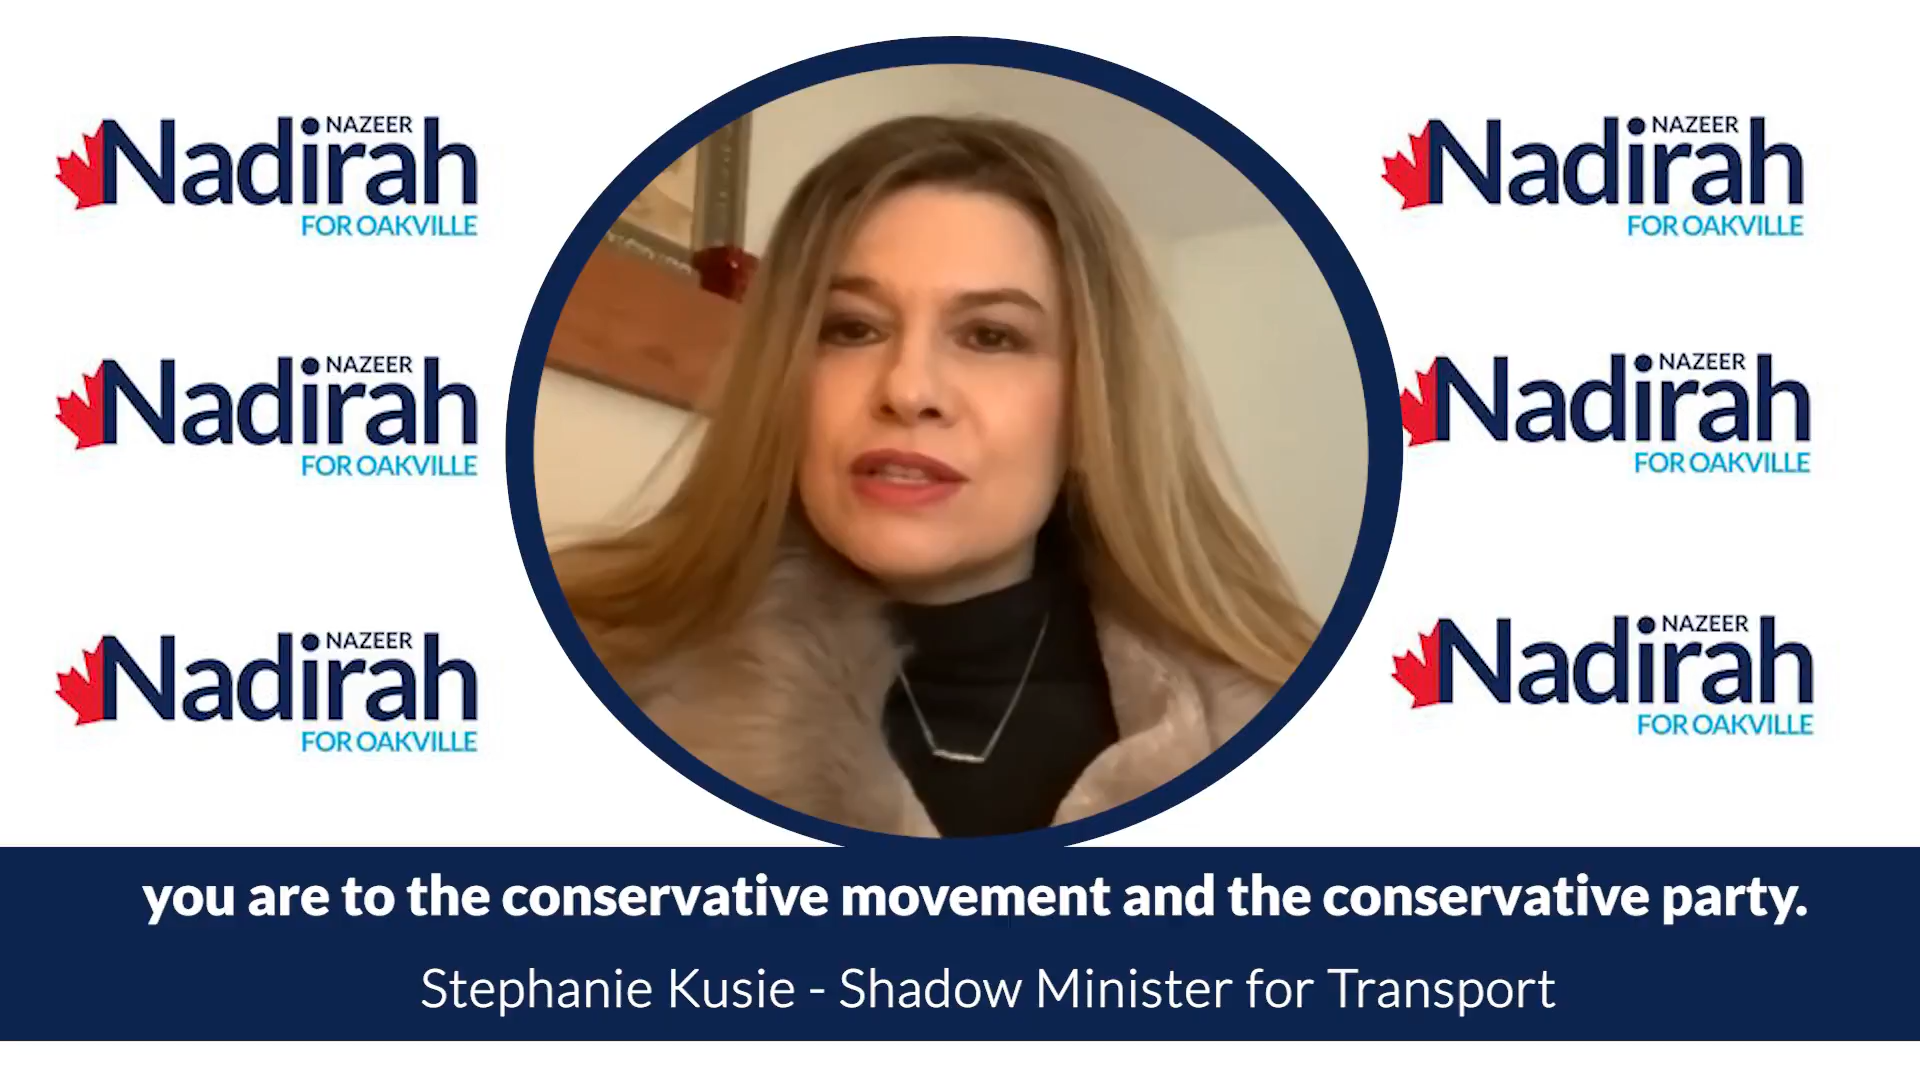 NAZEER
Nadirah
FOR OAKVILLE
NAZEER
Nadirah
FOR OAKVILLE
NAZEER
Nadirah
FOR OAKVILLE
NAZEER
Nadirah
FOR OAKVILLE
NAZEER
Nadirah
FOR OAKVILLE
NAZEER
Nadirah
FOR OAKVILLE
you are to the conservative movement and the conservative party.
Stephanie Kusie - Shadow Minister for Transport